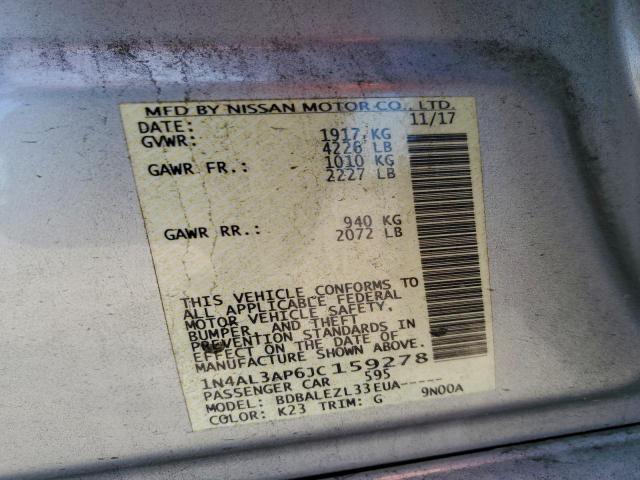 MFD BY NISSAN MOTOR CO., LTD.
DATE: 11/17
GVWR: 1917 KG
4226 LB
GAWR FR.: 1010 KG
2227 LB
GAWR RR.: 940 KG
2072 LB
THIS VEHICLE CONFORMS TO
ALL APPLICABLE FEDERAL
MOTOR VEHICLE SAFETY,
BUMPER, AND THEFT
PREVENTION STANDARDS IN
EFFECT ON THE DATE OF
MANUFACTURE SHOWN ABOVE.
1N4AL3AP6JC159278
PASSENGER CAR 595
MODEL: BDBALEZL33EUA-----
COLOR: K23 TRIM: G 9N00A